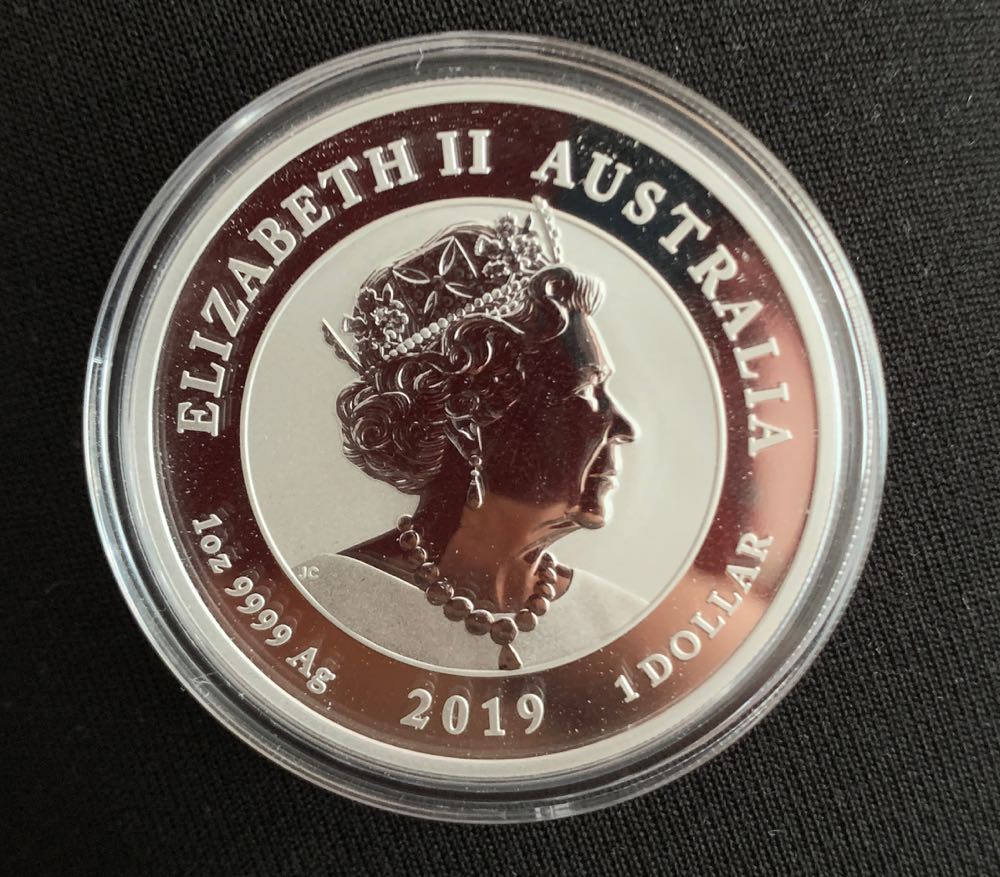 ELIZABETH II AUSTRALIA
1oz 9999 Ag 2019 1 DOLLAR
JC